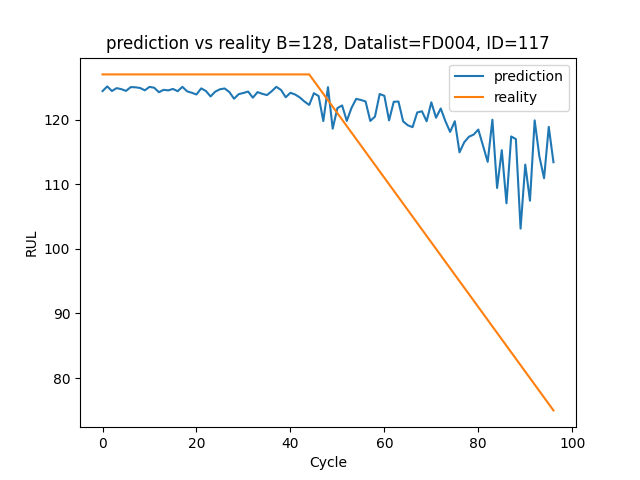 prediction vs reality B=128, Datalist=FD004, ID=117
prediction
reality
RUL
120
110
100
90
80
0
20
40
60
80
100
Cycle